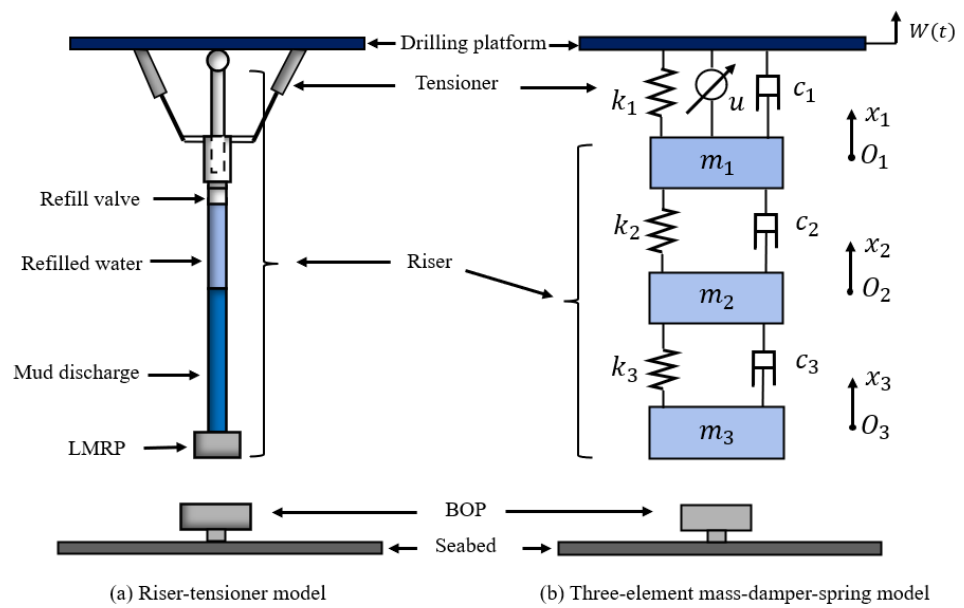 Drilling platform
W(t)
Tensioner
k₁
u
c₁
x₁
O₁
m₁
Refill valve
k₂
c₂
Refilled water
Riser
x₂
O₂
m₂
Mud discharge
k₃
c₃
x₃
O₃
m₃
LMRP
BOP
Seabed
(a) Riser-tensioner model
(b) Three-element mass-damper-spring model